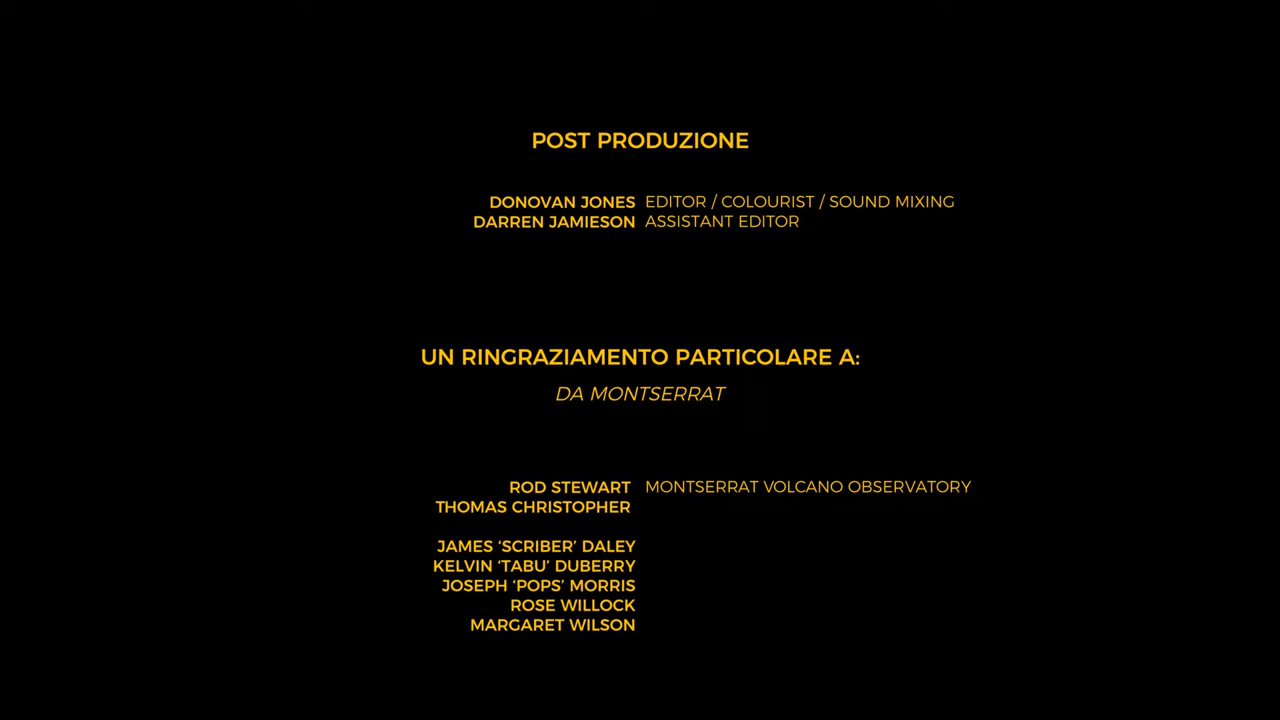 POST PRODUZIONE
DONOVAN JONES EDITOR / COLOURIST / SOUND MIXING
DARREN JAMIESON ASSISTANT EDITOR
UN RINGRAZIAMENTO PARTICOLARE A:
DA MONTSERRAT
ROD STEWART MONTSERRAT VOLCANO OBSERVATORY
THOMAS CHRISTOPHER
JAMES ‘SCRIBER’ DALEY
KELVIN ‘TABU’ DUBERRY
JOSEPH ‘POPS’ MORRIS
ROSE WILLOCK
MARGARET WILSON